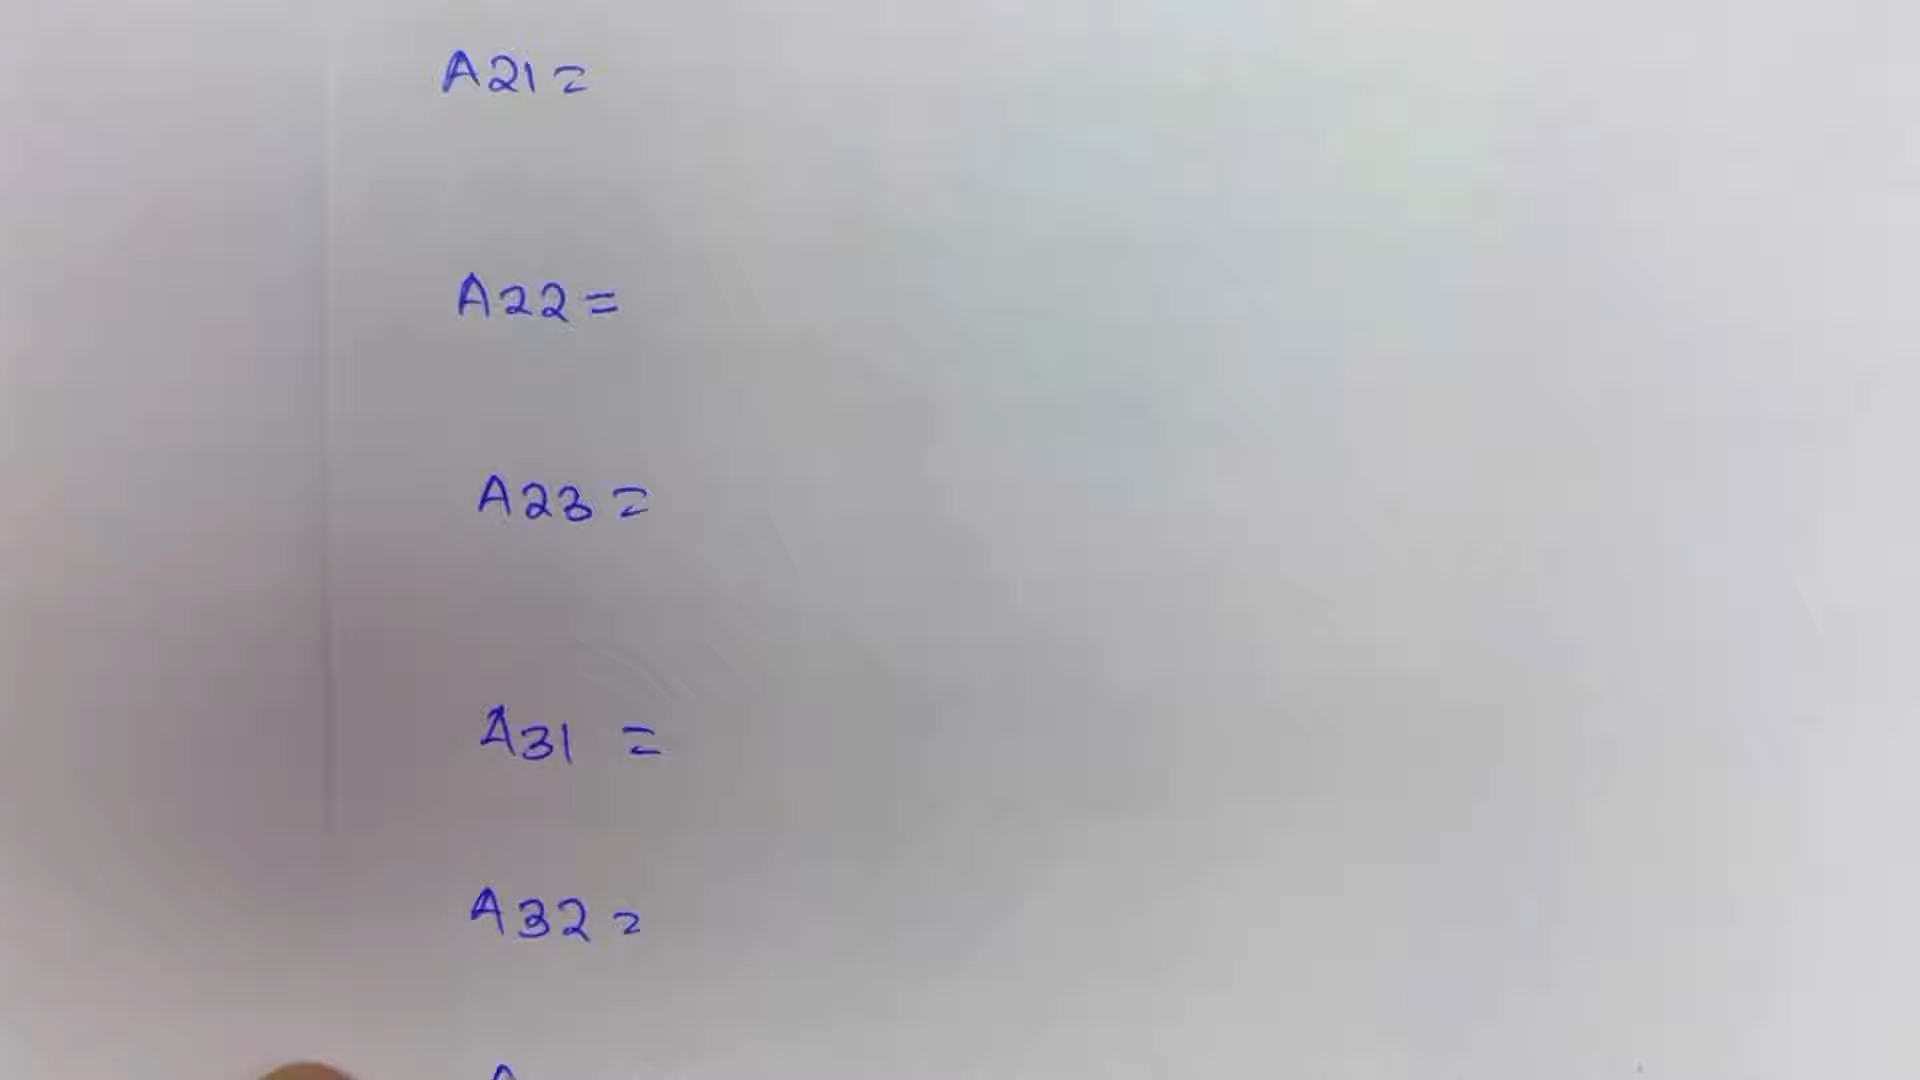 A21=
A22=
A23=
A31 =
A32=
A